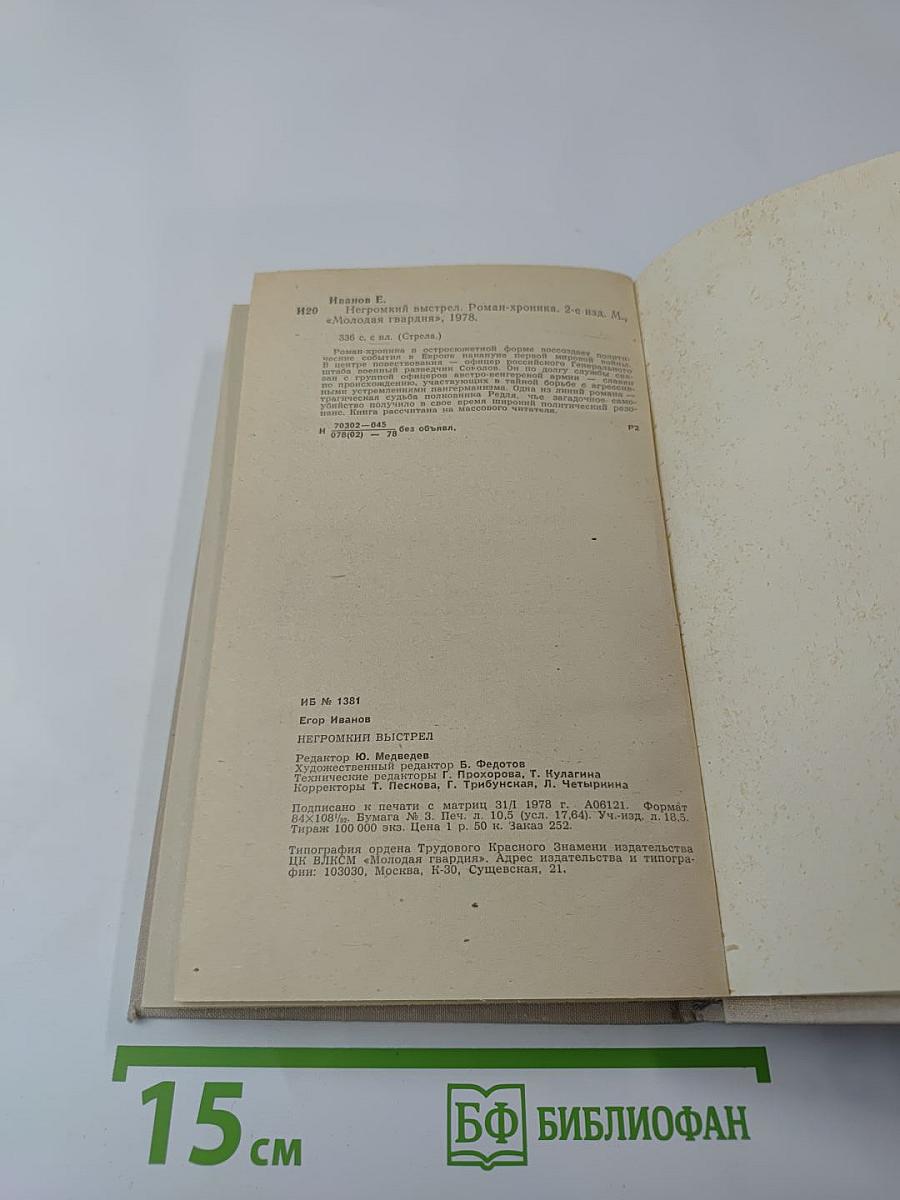 Иванов Е.
И20 Негромкий выстрел. Роман-хроника. 2-е изд. М.,
«Молодая гвардия», 1978.
336 с. с ил. (Стрела.)
Роман-хроника в остросюжетной форме воссоздает полити-
ческие события в Европе накануне первой мировой войны.
В центре повествования — офицер российского Генерального
штаба военный разведчик Соколов. Он по долгу службы свя-
зан с группой офицеров австро-венгерской армии — славян
по происхождению, участвующих в тайной борьбе с агрессив-
ными устремлениями пангерманизма. Одна из линий романа —
трагическая судьба полковника Редля, чье загадочное само-
убийство получило в свое время широкий политический резо-
нанс. Книга рассчитана на массового читателя.
И 70302—045
078(02) — 78 без объявл. Р2
ИБ № 1381
Егор Иванов
НЕГРОМКИЙ ВЫСТРЕЛ
Редактор Ю. Медведев
Художественный редактор Б. Федотов
Технические редакторы Г. Прохорова, Т. Кулагина
Корректоры Т. Пескова, Г. Трибунская, Л. Четыркина
Подписано к печати с матриц 31/I 1978 г. А06121. Формат
84×108¹/₃₂. Бумага № 3. Печ. л. 10,5 (усл. 17,64). Уч.-изд. л. 18,5.
Тираж 100 000 экз. Цена 1 р. 50 к. Заказ 252.
Типография ордена Трудового Красного Знамени издательства
ЦК ВЛКСМ «Молодая гвардия». Адрес издательства и типогра-
фии: 103030, Москва, К-30, Сущевская, 21.
15 см
БФ БИБЛИОФАН